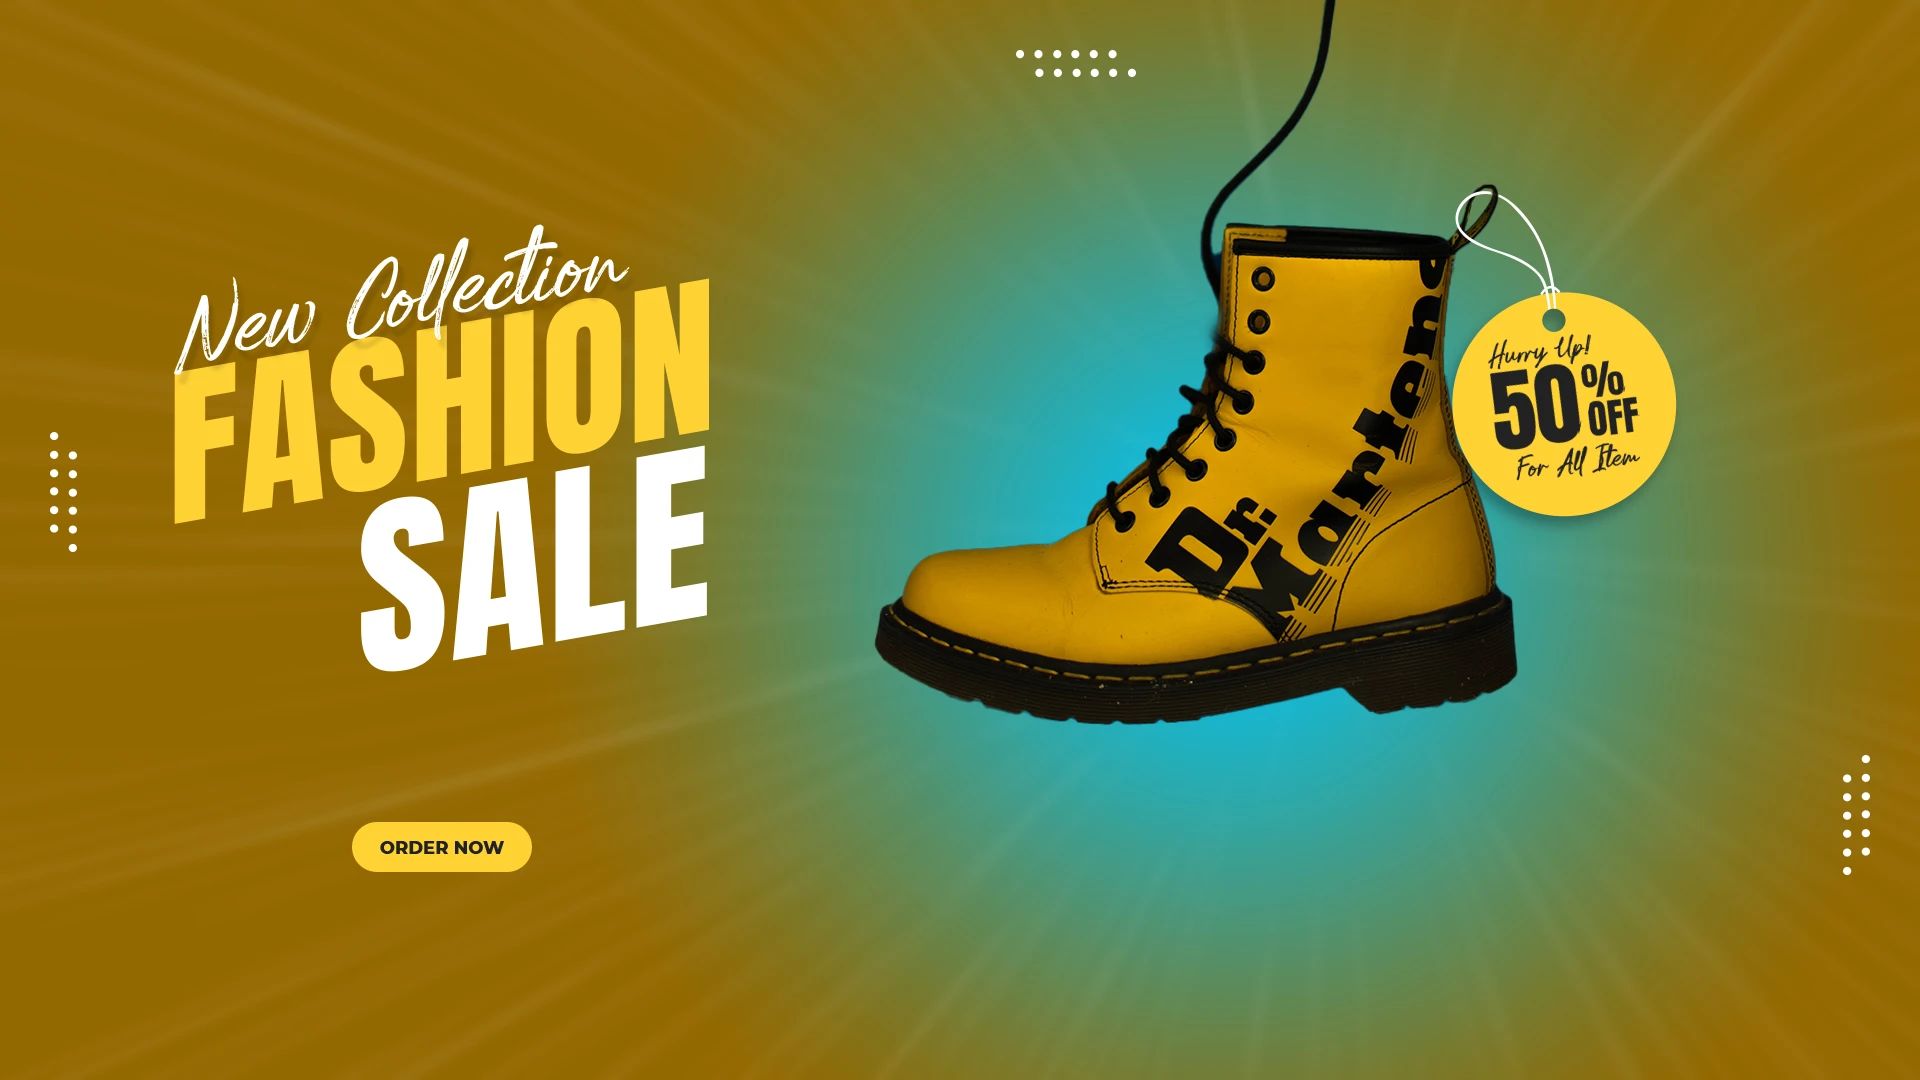 New Collection
FASHION
SALE
ORDER NOW
Dr.
Martens
Hurry Up!
50% OFF
For All Item